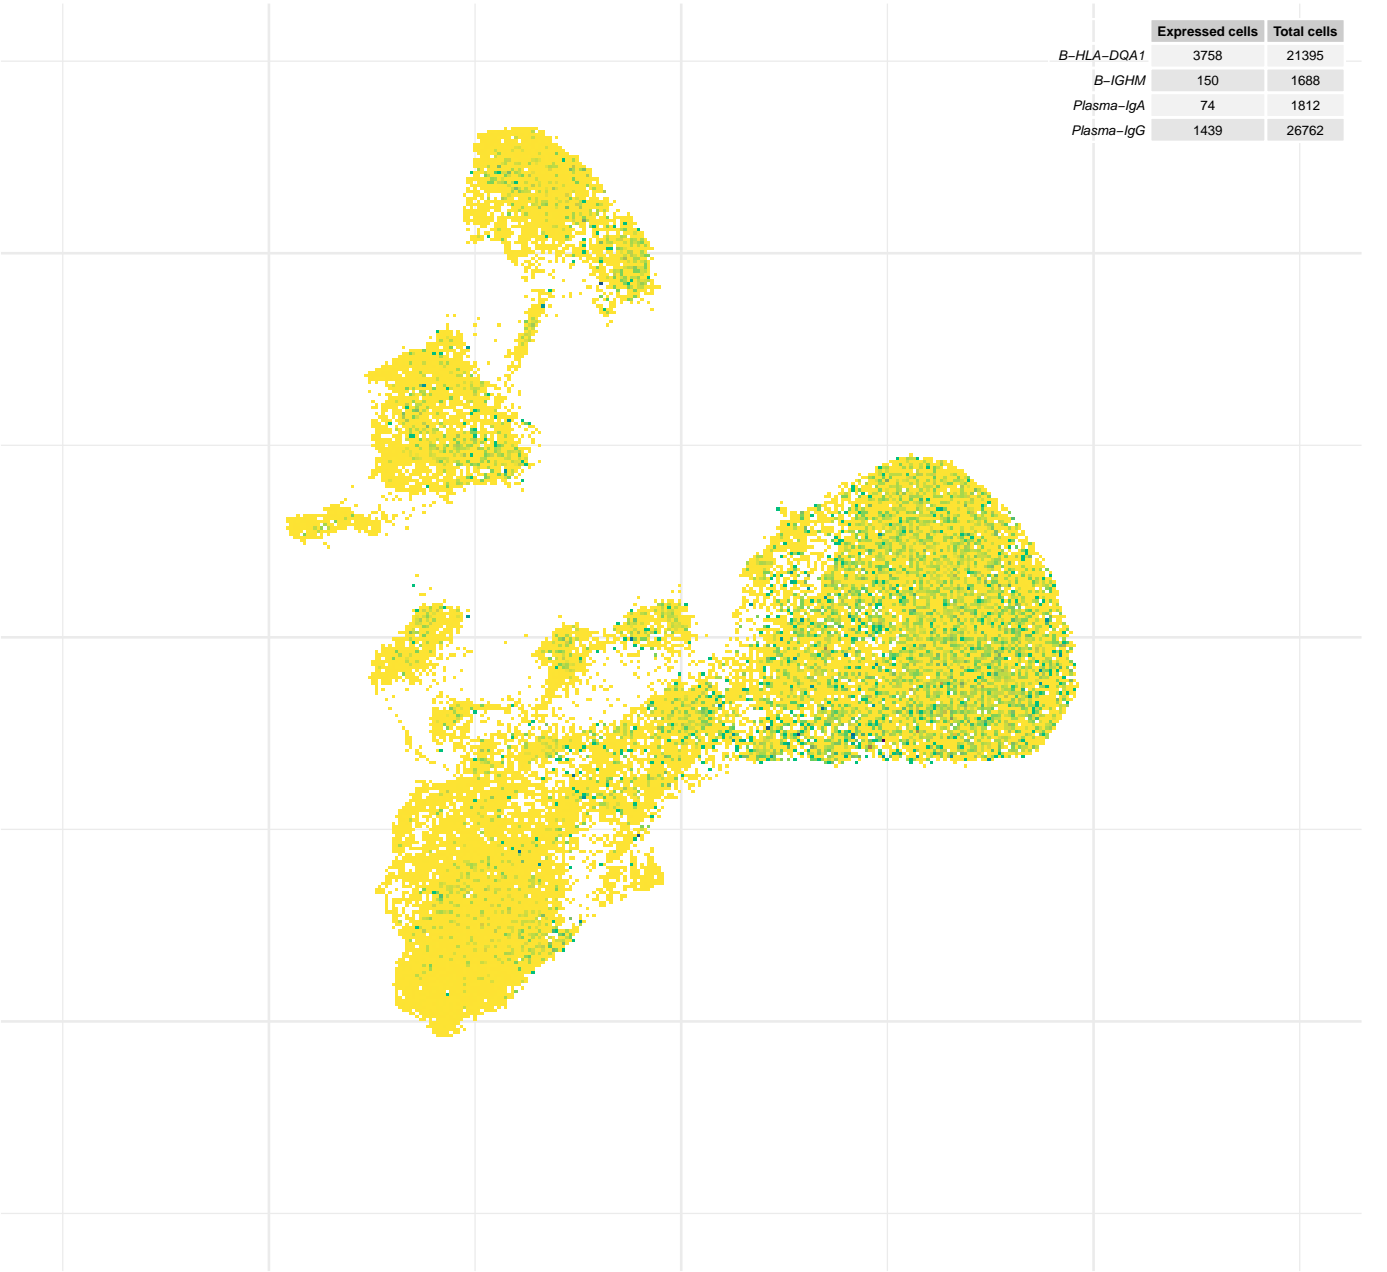 Expressed cells Total cells
B−HLA−DQA1 3758 21395
B−IGHM 150 1688
Plasma−IgA 74 1812
Plasma−IgG 1439 26762